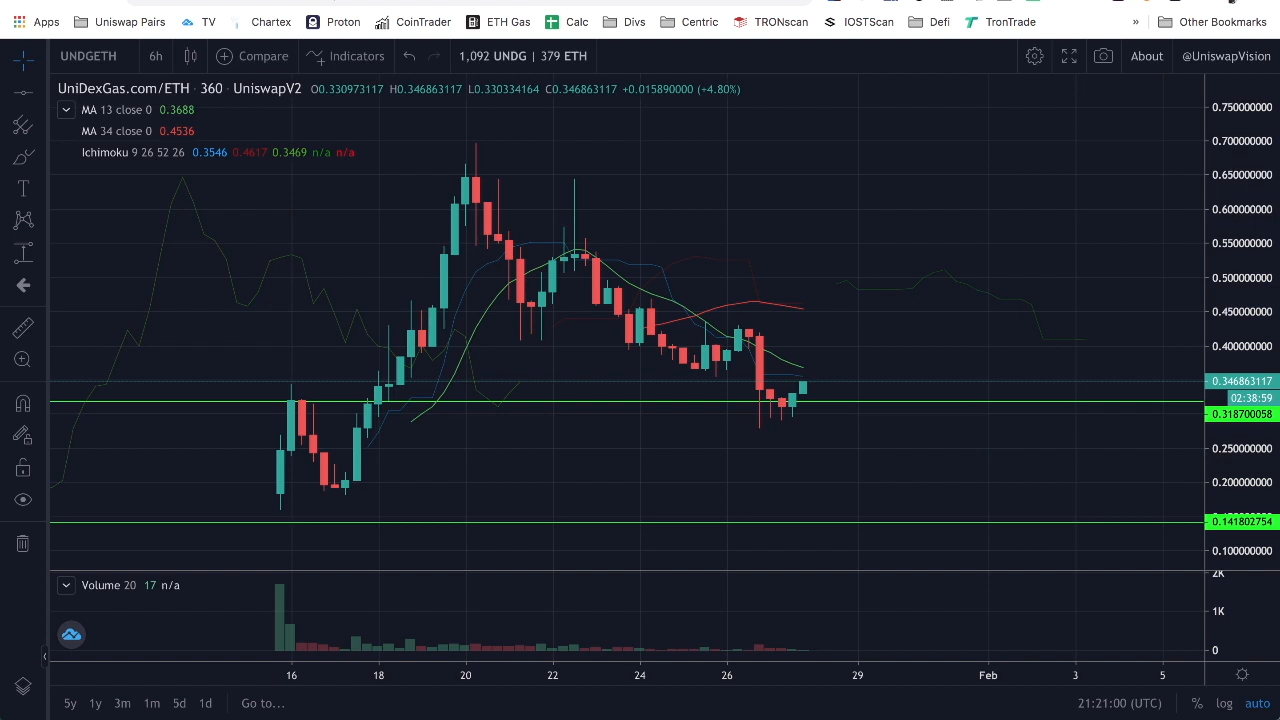 Apps Uniswap Pairs TV Chartex Proton CoinTrader ETH Gas Calc Divs Centric TRONscan IOSTScan Defi TronTrade » Other Bookmarks
UNDGETH 6h Compare Indicators 1,092 UNDG | 379 ETH About @UniswapVision
UniDexGas.com/ETH · 360 · UniswapV2 O0.330973117 H0.346863117 L0.330334164 C0.346863117 +0.015890000 (+4.80%)
MA 13 close 0 0.3688
MA 34 close 0 0.4536
Ichimoku 9 26 52 26 0.3546 0.4617 0.3469 n/a n/a
0.750000000
0.700000000
0.650000000
0.600000000
0.550000000
0.500000000
0.450000000
0.400000000
0.346863117
02:38:59
0.318700058
0.250000000
0.200000000
0.141802754
0.100000000
Volume 20 17 n/a
2K
1K
0
16 18 20 22 24 26 29 Feb 3 5
5y 1y 3m 1m 5d 1d Go to... 21:21:00 (UTC) % log auto